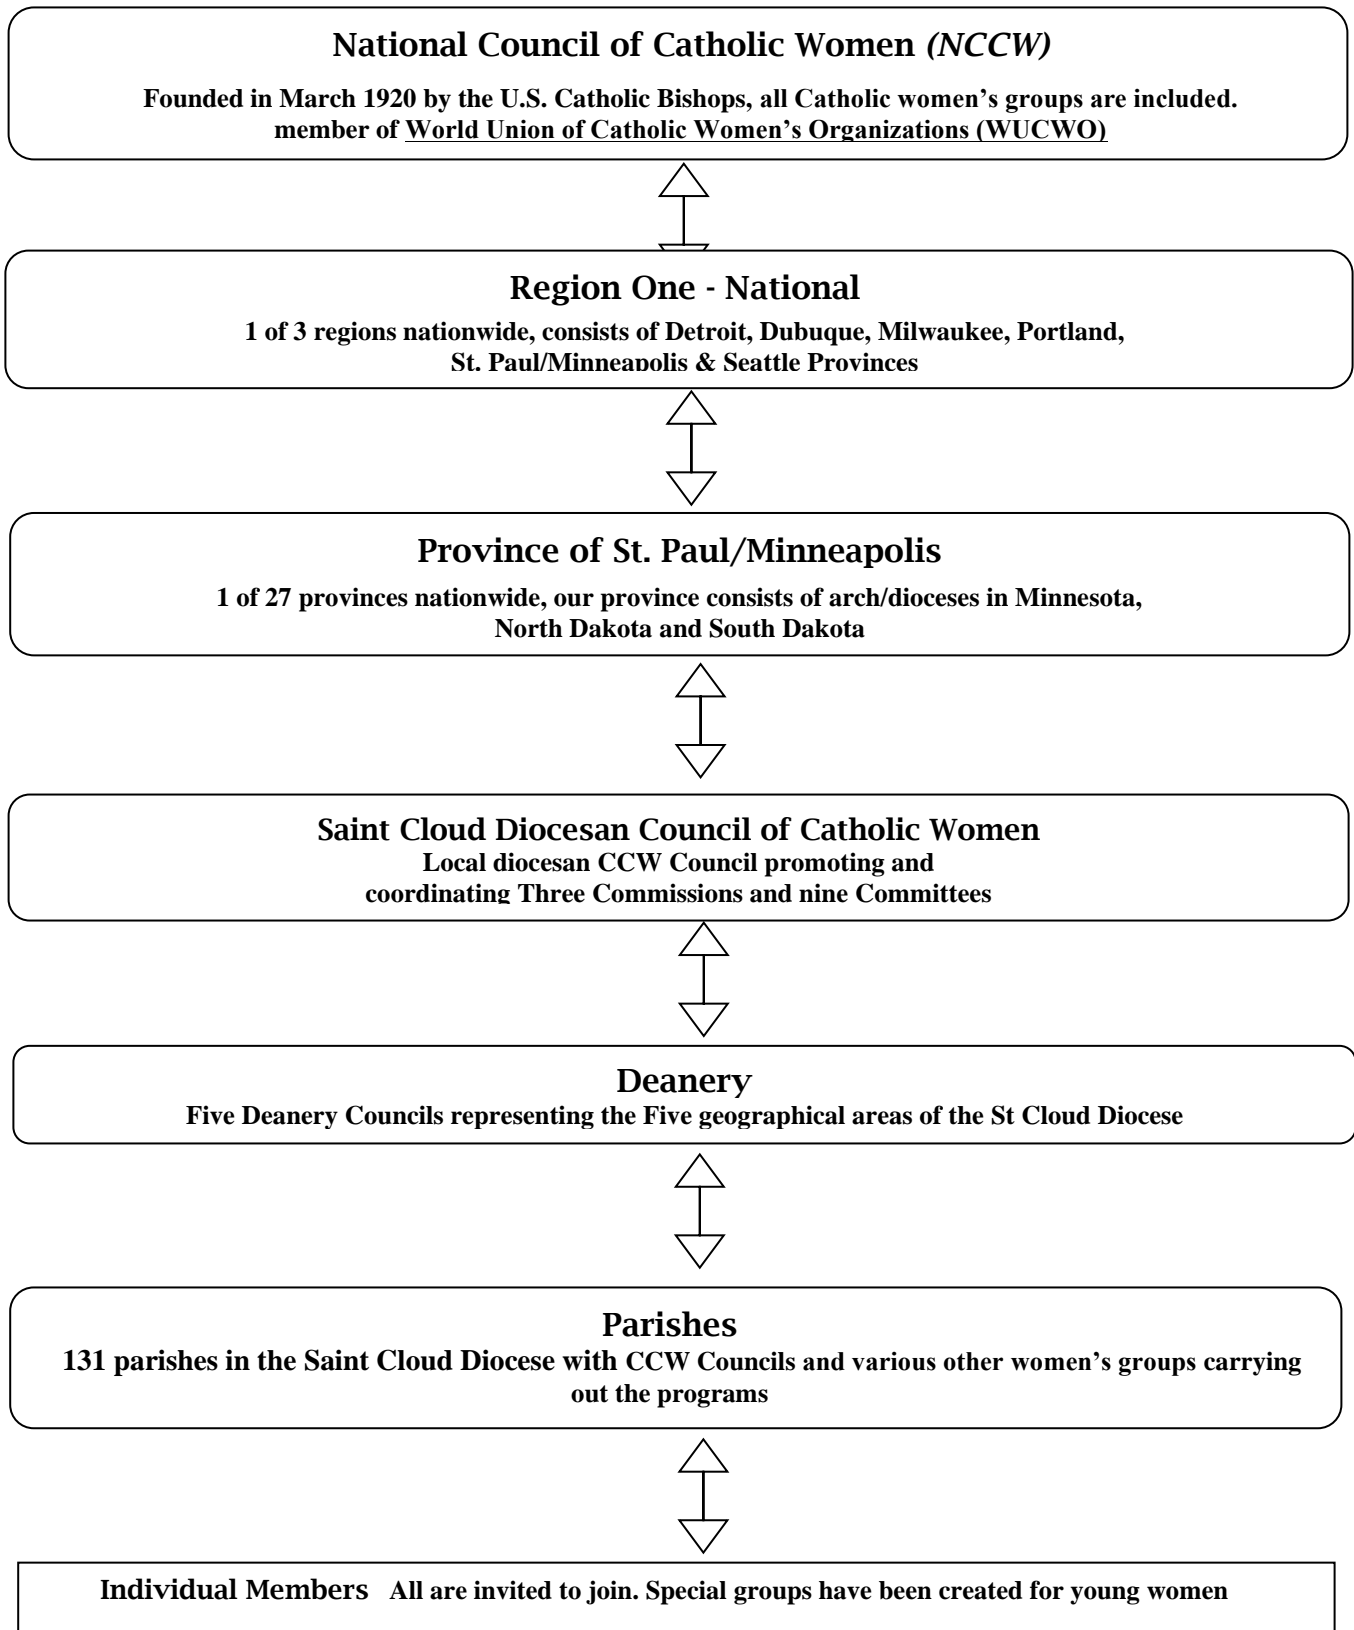 National Council of Catholic Women (NCCW)
Founded in March 1920 by the U.S. Catholic Bishops, all Catholic women’s groups are included.
member of World Union of Catholic Women’s Organizations (WUCWO)
Region One - National
1 of 3 regions nationwide, consists of Detroit, Dubuque, Milwaukee, Portland,
St. Paul/Minneapolis & Seattle Provinces
Province of St. Paul/Minneapolis
1 of 27 provinces nationwide, our province consists of arch/dioceses in Minnesota,
North Dakota and South Dakota
Saint Cloud Diocesan Council of Catholic Women
Local diocesan CCW Council promoting and
coordinating Three Commissions and nine Committees
Deanery
Five Deanery Councils representing the Five geographical areas of the St Cloud Diocese
Parishes
131 parishes in the Saint Cloud Diocese with CCW Councils and various other women’s groups carrying
out the programs
Individual Members All are invited to join. Special groups have been created for young women